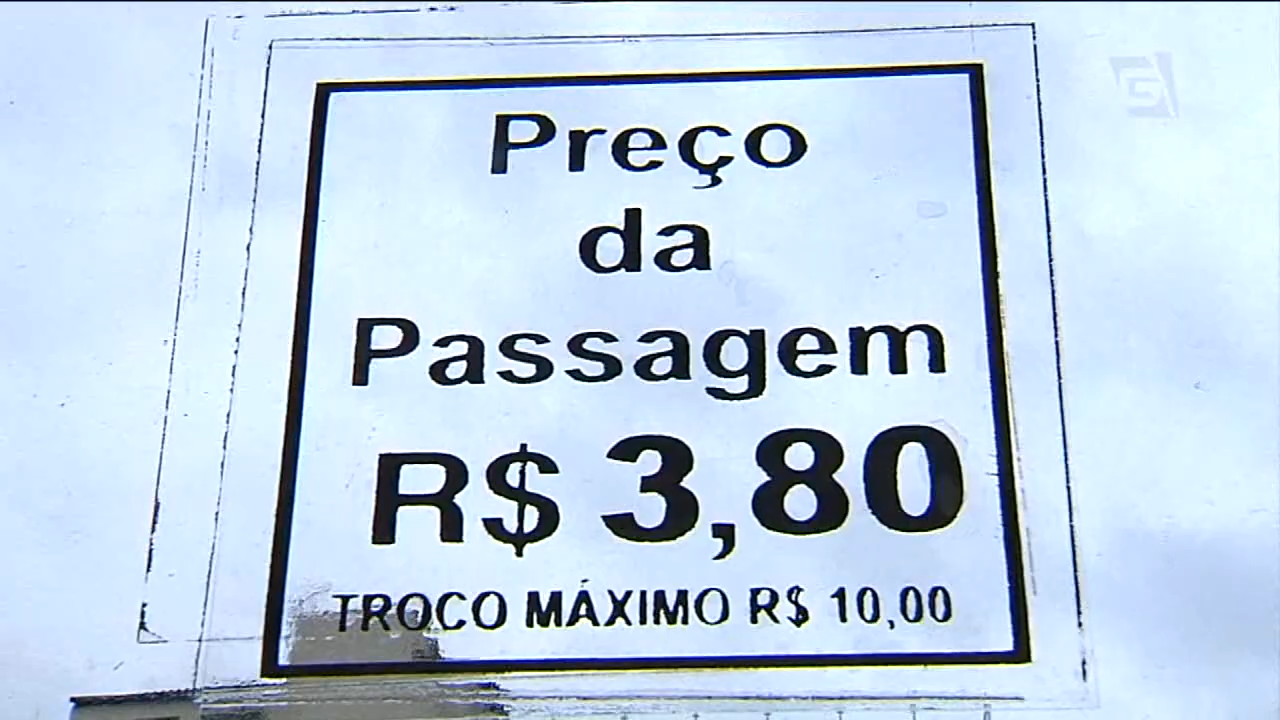 Preço
da
Passagem
R$ 3,80
TROCO MÁXIMO R$ 10,00